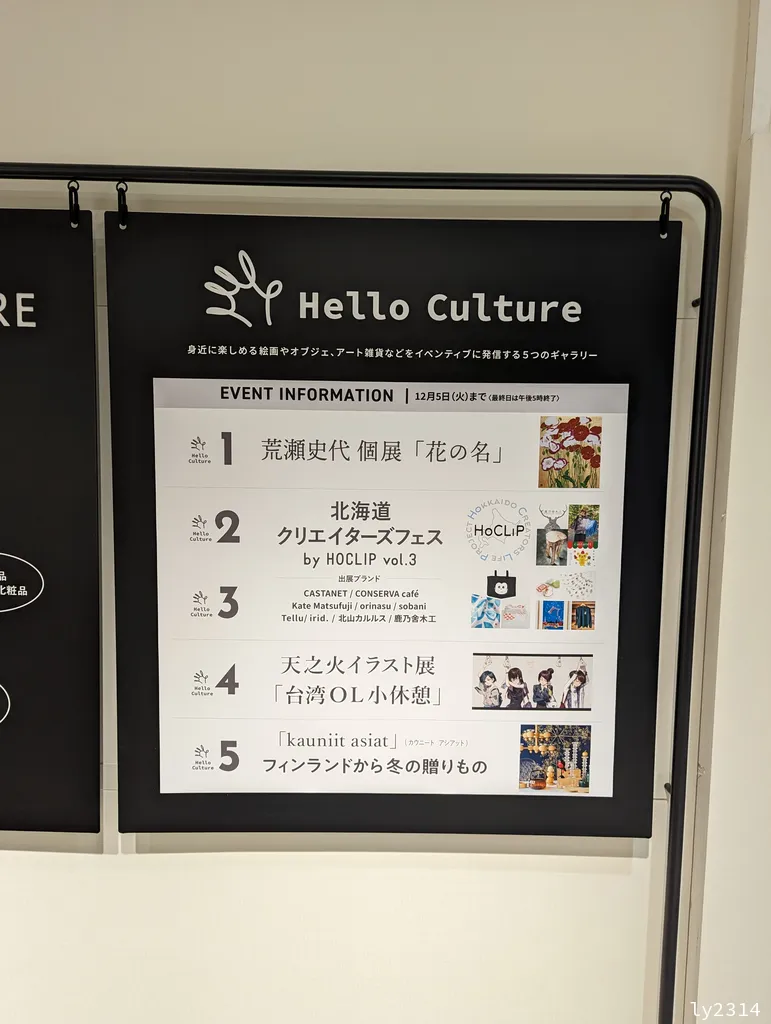 RE
品
化粧品
Hello Culture
身近に楽しめる絵画やオブジェ、アート雑貨などをイベンティブに発信する5つのギャラリー
EVENT INFORMATION | 12月5日(火)まで〈最終日は午後5時終了〉
Hello Culture 1
荒瀬史代 個展「花の名」
Hello Culture 2
北海道
クリエイターズフェス
by HOCLIP vol.3
HOKKAIDO CREATORS LIFE PROJECT
HoCLiP
Hello Culture 3
出展ブランド
CASTANET / CONSERVA café
Kate Matsufuji / orinasu / sobani
Tellu/ irid. / 北山カルルス / 鹿乃舎木工
Hello Culture 4
天之火イラスト展
「台湾OL小休憩」
Hello Culture 5
「kauniit asiat」(カウニート アシアット)
フィンランドから冬の贈りもの
ly2314